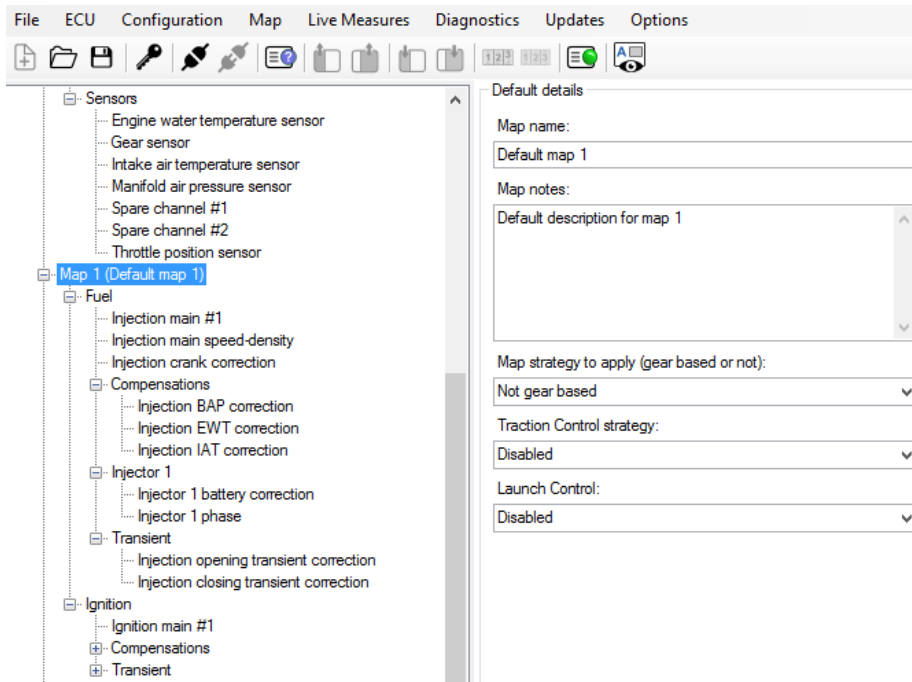 File ECU Configuration Map Live Measures Diagnostics Updates Options
Sensors
Engine water temperature sensor
Gear sensor
Intake air temperature sensor
Manifold air pressure sensor
Spare channel #1
Spare channel #2
Throttle position sensor
Map 1 (Default map 1)
Fuel
Injection main #1
Injection main speed-density
Injection crank correction
Compensations
Injection BAP correction
Injection EWT correction
Injection IAT correction
Injector 1
Injector 1 battery correction
Injector 1 phase
Transient
Injection opening transient correction
Injection closing transient correction
Ignition
Ignition main #1
Compensations
Transient
Default details
Map name:
Default map 1
Map notes:
Default description for map 1
Map strategy to apply (gear based or not):
Not gear based
Traction Control strategy:
Disabled
Launch Control:
Disabled